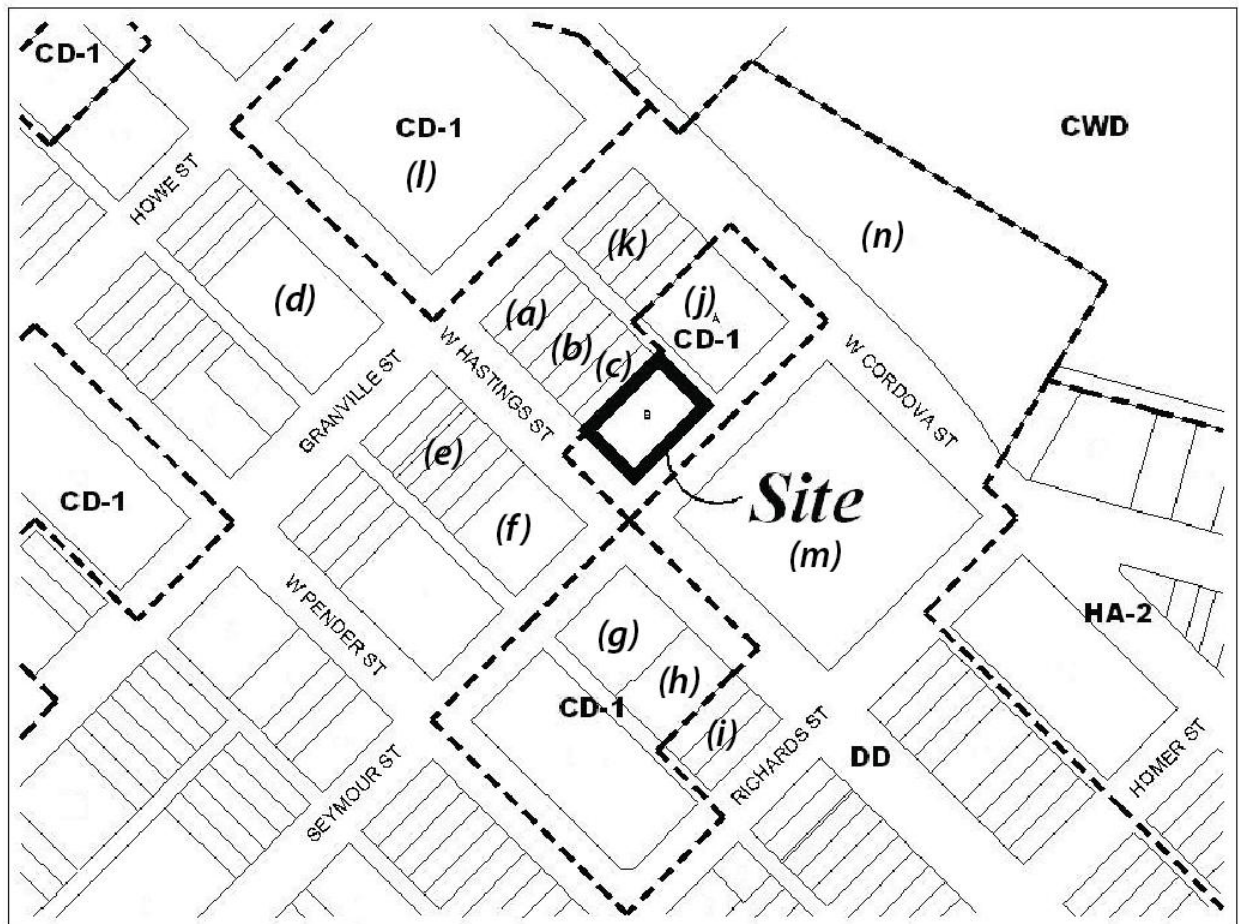 CD-1
CWD
CD-1
(l)
HOWE ST
(n)
(k)
(d)
(j)
A
CD-1
(a)
(b)
(c)
W HASTINGS ST
W CORDOVA ST
GRANVILLE ST
B
(e)
Site
CD-1
(f)
(m)
W PENDER ST
HA-2
(g)
(h)
CD-1
(i)
RICHARDS ST
DD
HOMER ST
SEYMOUR ST